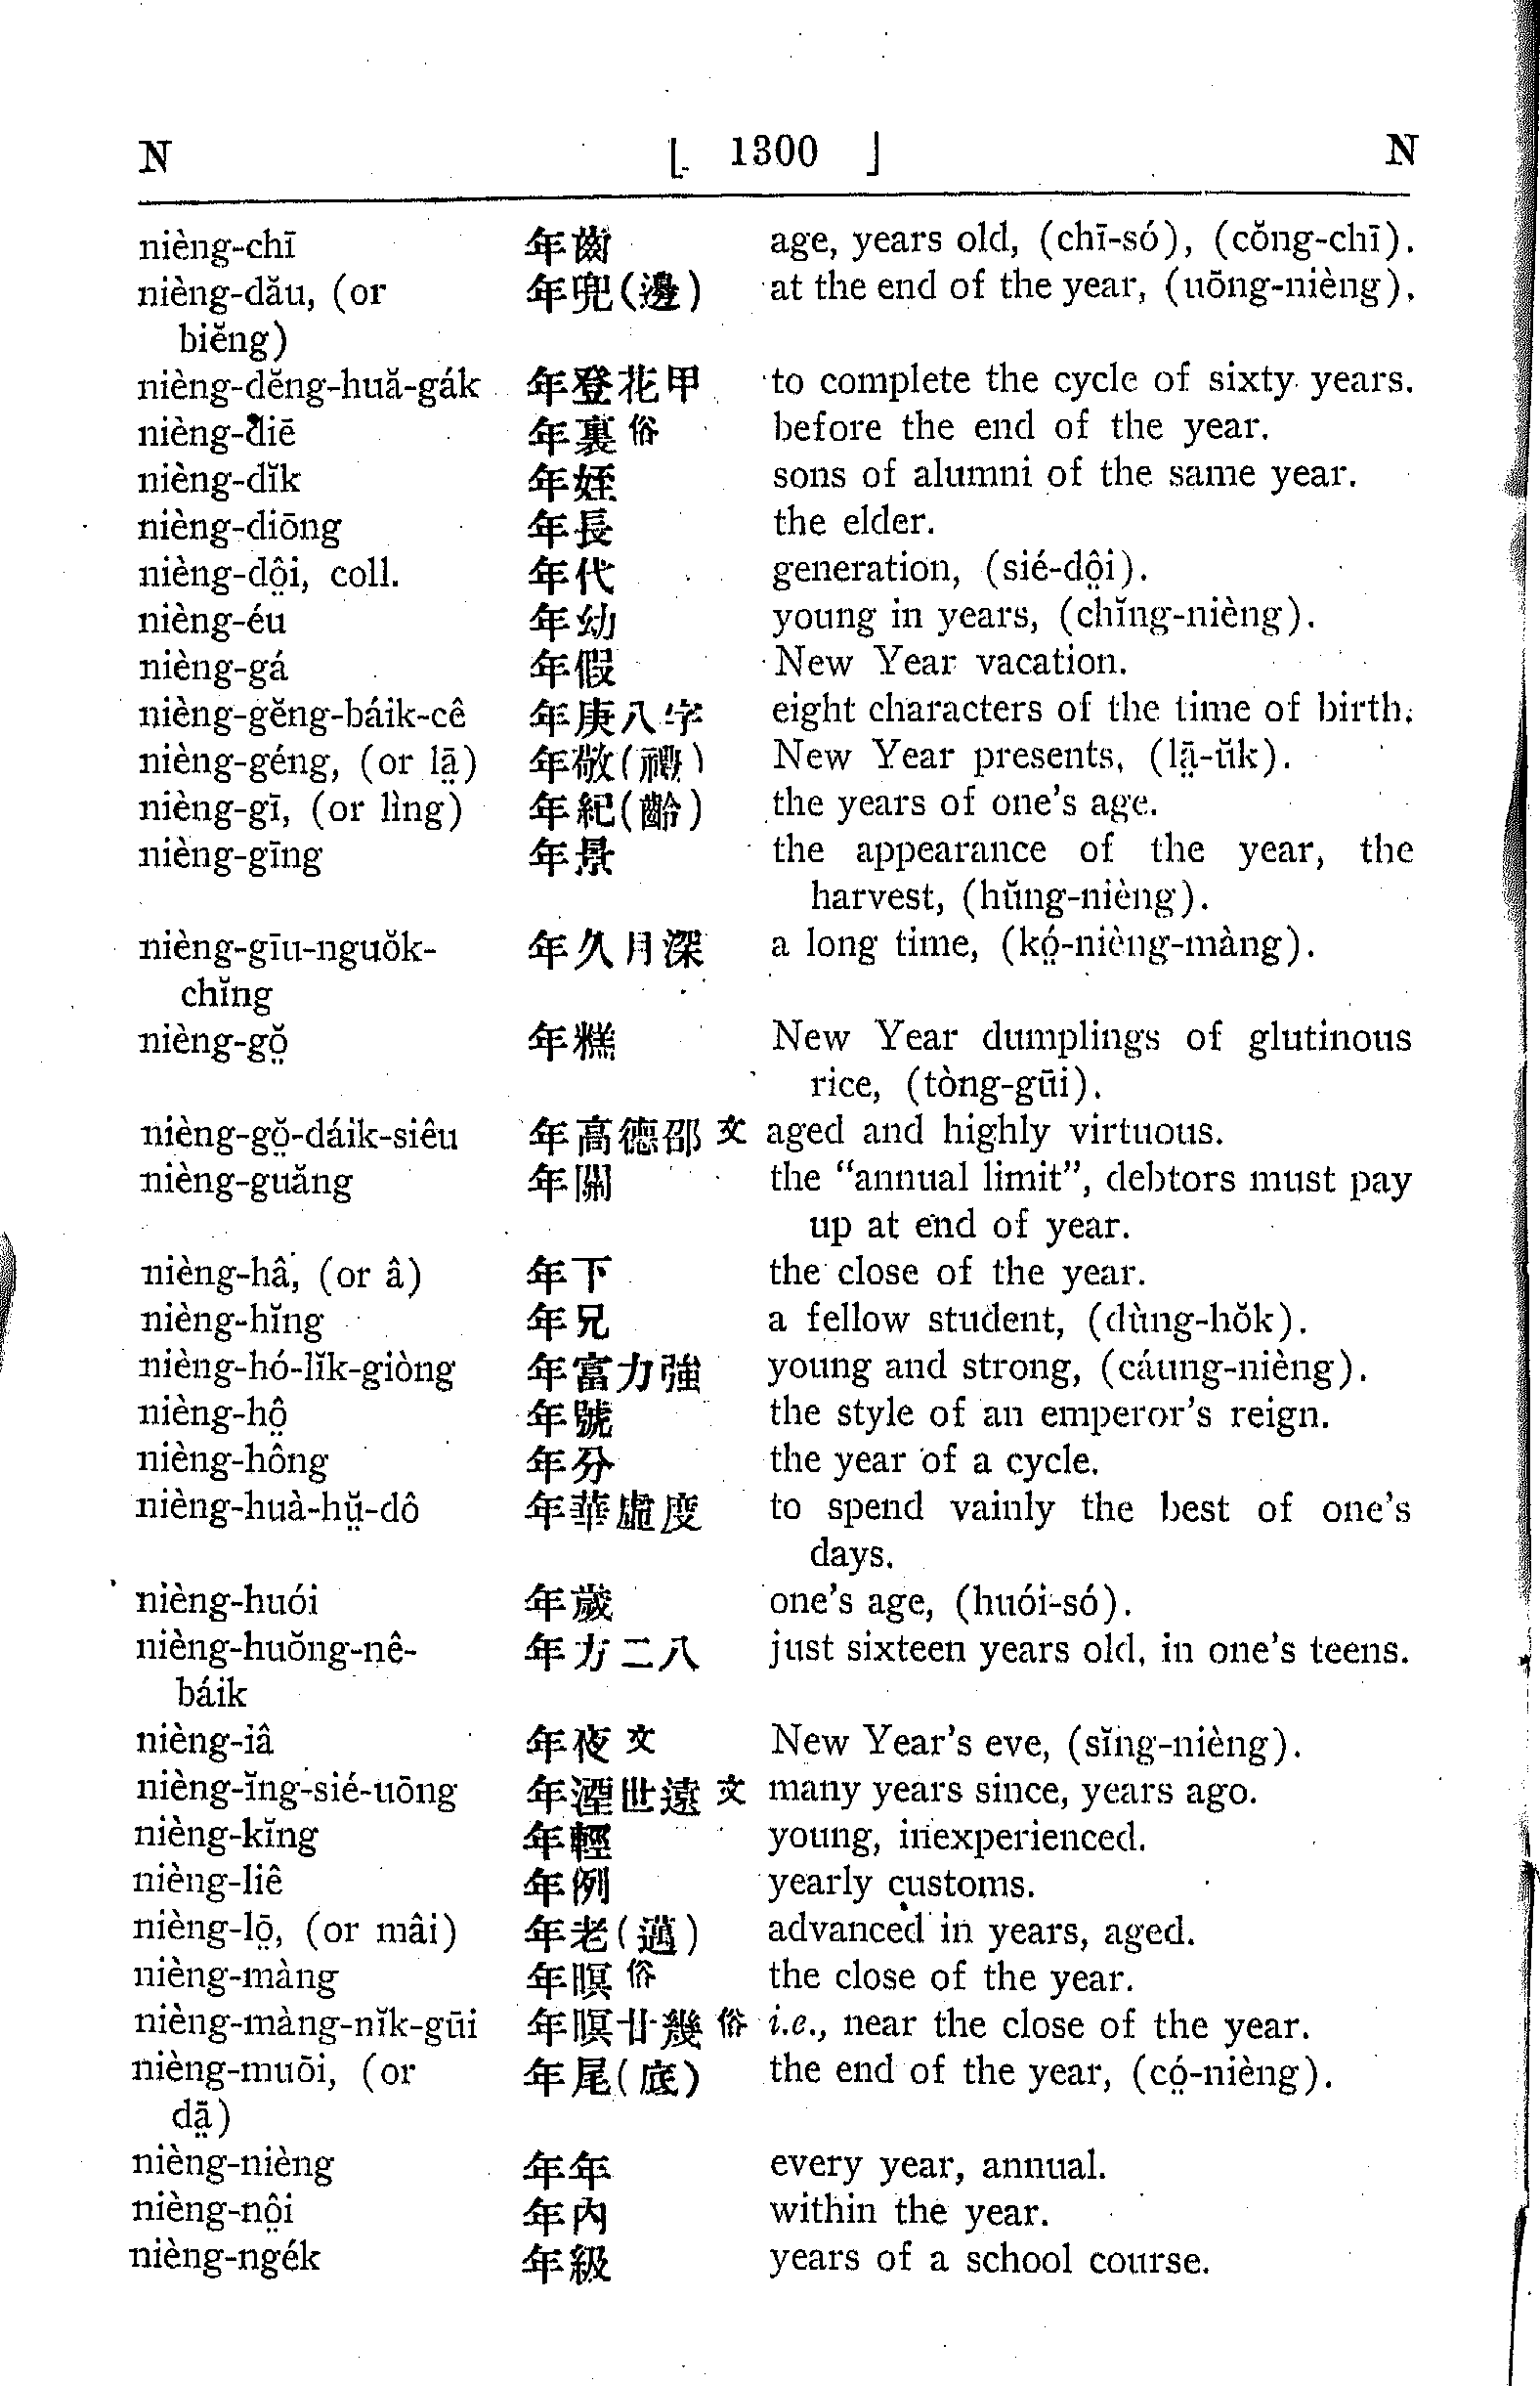 N [ 1300 ] N
nièng-chī 年齒 age, years old, (chī-só), (cŏng-chī).
nièng-dău, (or 年兜(邊) at the end of the year, (uōng-nièng).
biĕng)
nièng-dĕng-huă-gák 年登花甲 to complete the cycle of sixty years.
nièng-diē 年裏俗 before the end of the year.
nièng-dĭk 年姪 sons of alumni of the same year.
nièng-diōng 年長 the elder.
nièng-dô̤i, coll. 年代 generation, (sié-dô̤i).
nièng-éu 年幼 young in years, (chĭng-nièng).
nièng-gá 年假 New Year vacation.
nièng-gĕng-báik-cê 年庚八字 eight characters of the time of birth.
nièng-géng, (or lā̤) 年敬(禮) New Year presents, (lā̤-ŭk).
nièng-gī, (or lìng) 年紀(齡) the years of one's age.
nièng-gīng 年景 the appearance of the year, the
harvest, (hŭng-nièng).
nièng-gīu-nguŏk- 年久月深 a long time, (kó̤-nièng-màng).
chĭng
nièng-gŏ̤ 年糕 New Year dumplings of glutinous
rice, (tòng-gūi).
nièng-gŏ̤-dáik-siêu 年高德邵文 aged and highly virtuous.
nièng-guăng 年關 the “annual limit”, debtors must pay
up at end of year.
nièng-hâ, (or â) 年下 the close of the year.
nièng-hĭng 年兄 a fellow student, (dùng-hŏk).
nièng-hó-lĭk-giòng 年富力強 young and strong, (cáung-nièng).
nièng-hô̤ 年號 the style of an emperor's reign.
nièng-hông 年分 the year of a cycle.
nièng-huà-hṳ̆-dô 年華虛度 to spend vainly the best of one's
days.
nièng-huói 年歲 one's age, (huói-só).
nièng-huŏng-nê- 年方二八 just sixteen years old, in one's teens.
báik
nièng-iâ 年夜文 New Year's eve, (sĭng-nièng).
nièng-ĭng-sié-uōng 年湮世遠文 many years since, years ago.
nièng-kĭng 年輕 young, inexperienced.
nièng-liê 年例 yearly customs.
nièng-lō̤, (or mâi) 年老(邁) advanced in years, aged.
nièng-màng 年暝俗 the close of the year.
nièng-màng-nĭk-gūi 年暝廿幾俗 i.e., near the close of the year.
nièng-muōi, (or 年尾(底) the end of the year, (có̤-nièng).
dā̤)
nièng-nièng 年年 every year, annual.
nièng-nô̤i 年內 within the year.
nièng-ngék 年級 years of a school course.